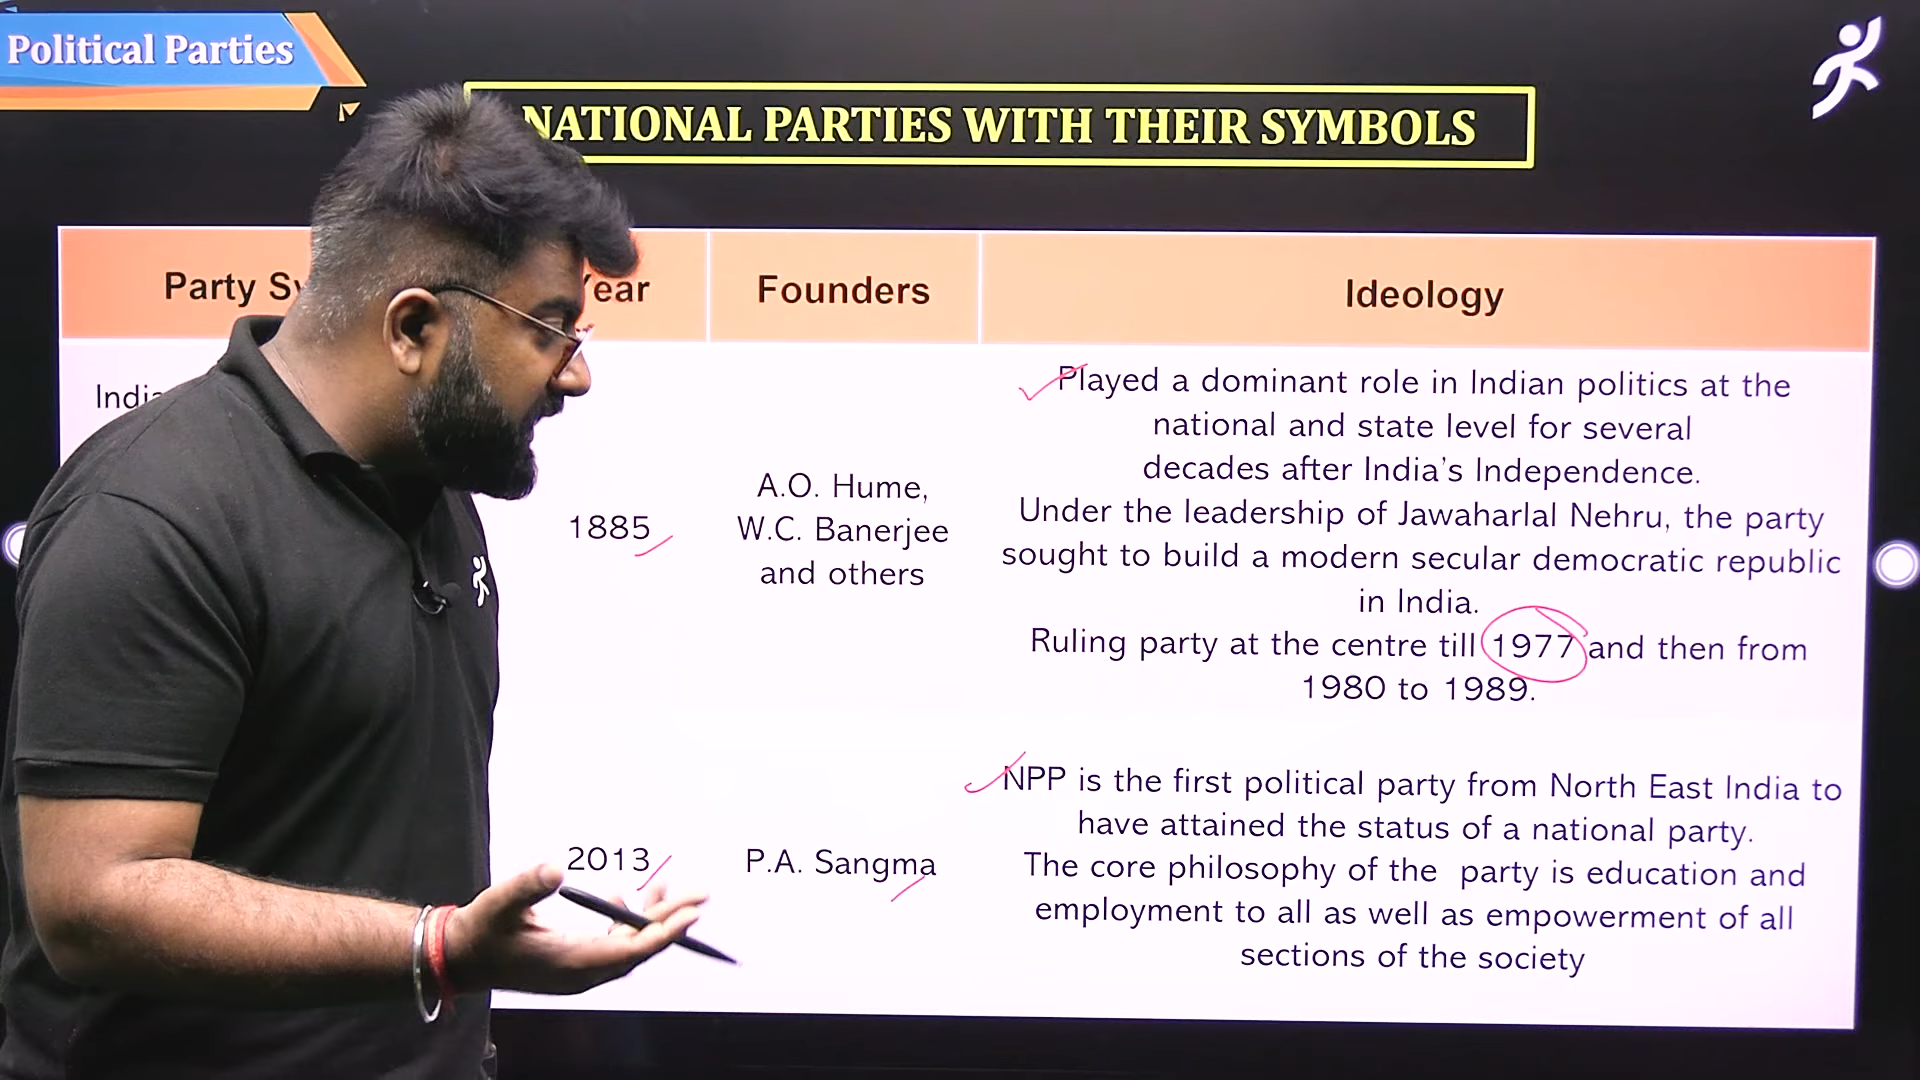 Political Parties
NATIONAL PARTIES WITH THEIR SYMBOLS
Party
Year
Founders
Ideology
1885
A.O. Hume,
W.C. Banerjee
and others
Played a dominant role in Indian politics at the
national and state level for several
decades after India’s Independence.
Under the leadership of Jawaharlal Nehru, the party
sought to build a modern secular democratic republic
in India.
Ruling party at the centre till 1977 and then from
1980 to 1989.
2013
P.A. Sangma
NPP is the first political party from North East India to
have attained the status of a national party.
The core philosophy of the party is education and
employment to all as well as empowerment of all
sections of the society